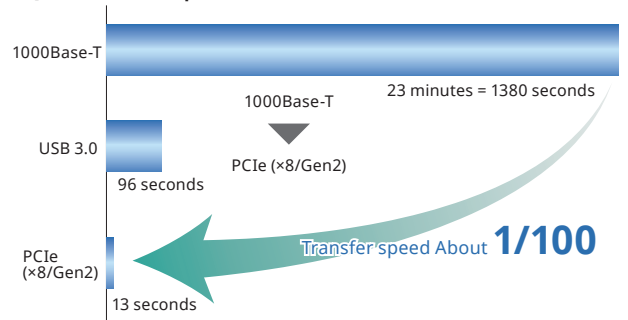 1000Base-T
23 minutes = 1380 seconds
1000Base-T
PCIe (×8/Gen2)
USB 3.0
96 seconds
Transfer speed About 1/100
PCIe
(×8/Gen2)
13 seconds